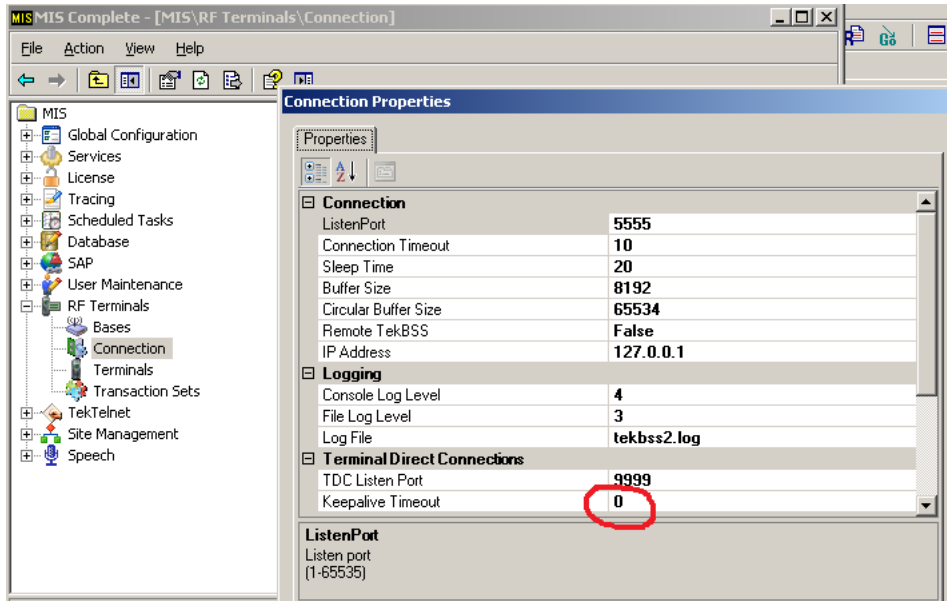 MIS MIS Complete - [MIS\RF Terminals\Connection]
File Action View Help
MIS
Global Configuration
Services
License
Tracing
Scheduled Tasks
Database
SAP
User Maintenance
RF Terminals
Bases
Connection
Terminals
Transaction Sets
TekTelnet
Site Management
Speech
Go
Connection Properties
Properties
Connection
ListenPort 5555
Connection Timeout 10
Sleep Time 20
Buffer Size 8192
Circular Buffer Size 65534
Remote TekBSS False
IP Address 127.0.0.1
Logging
Console Log Level 4
File Log Level 3
Log File tekbss2.log
Terminal Direct Connections
TDC Listen Port 9999
Keepalive Timeout 0
ListenPort
Listen port
(1-65535)